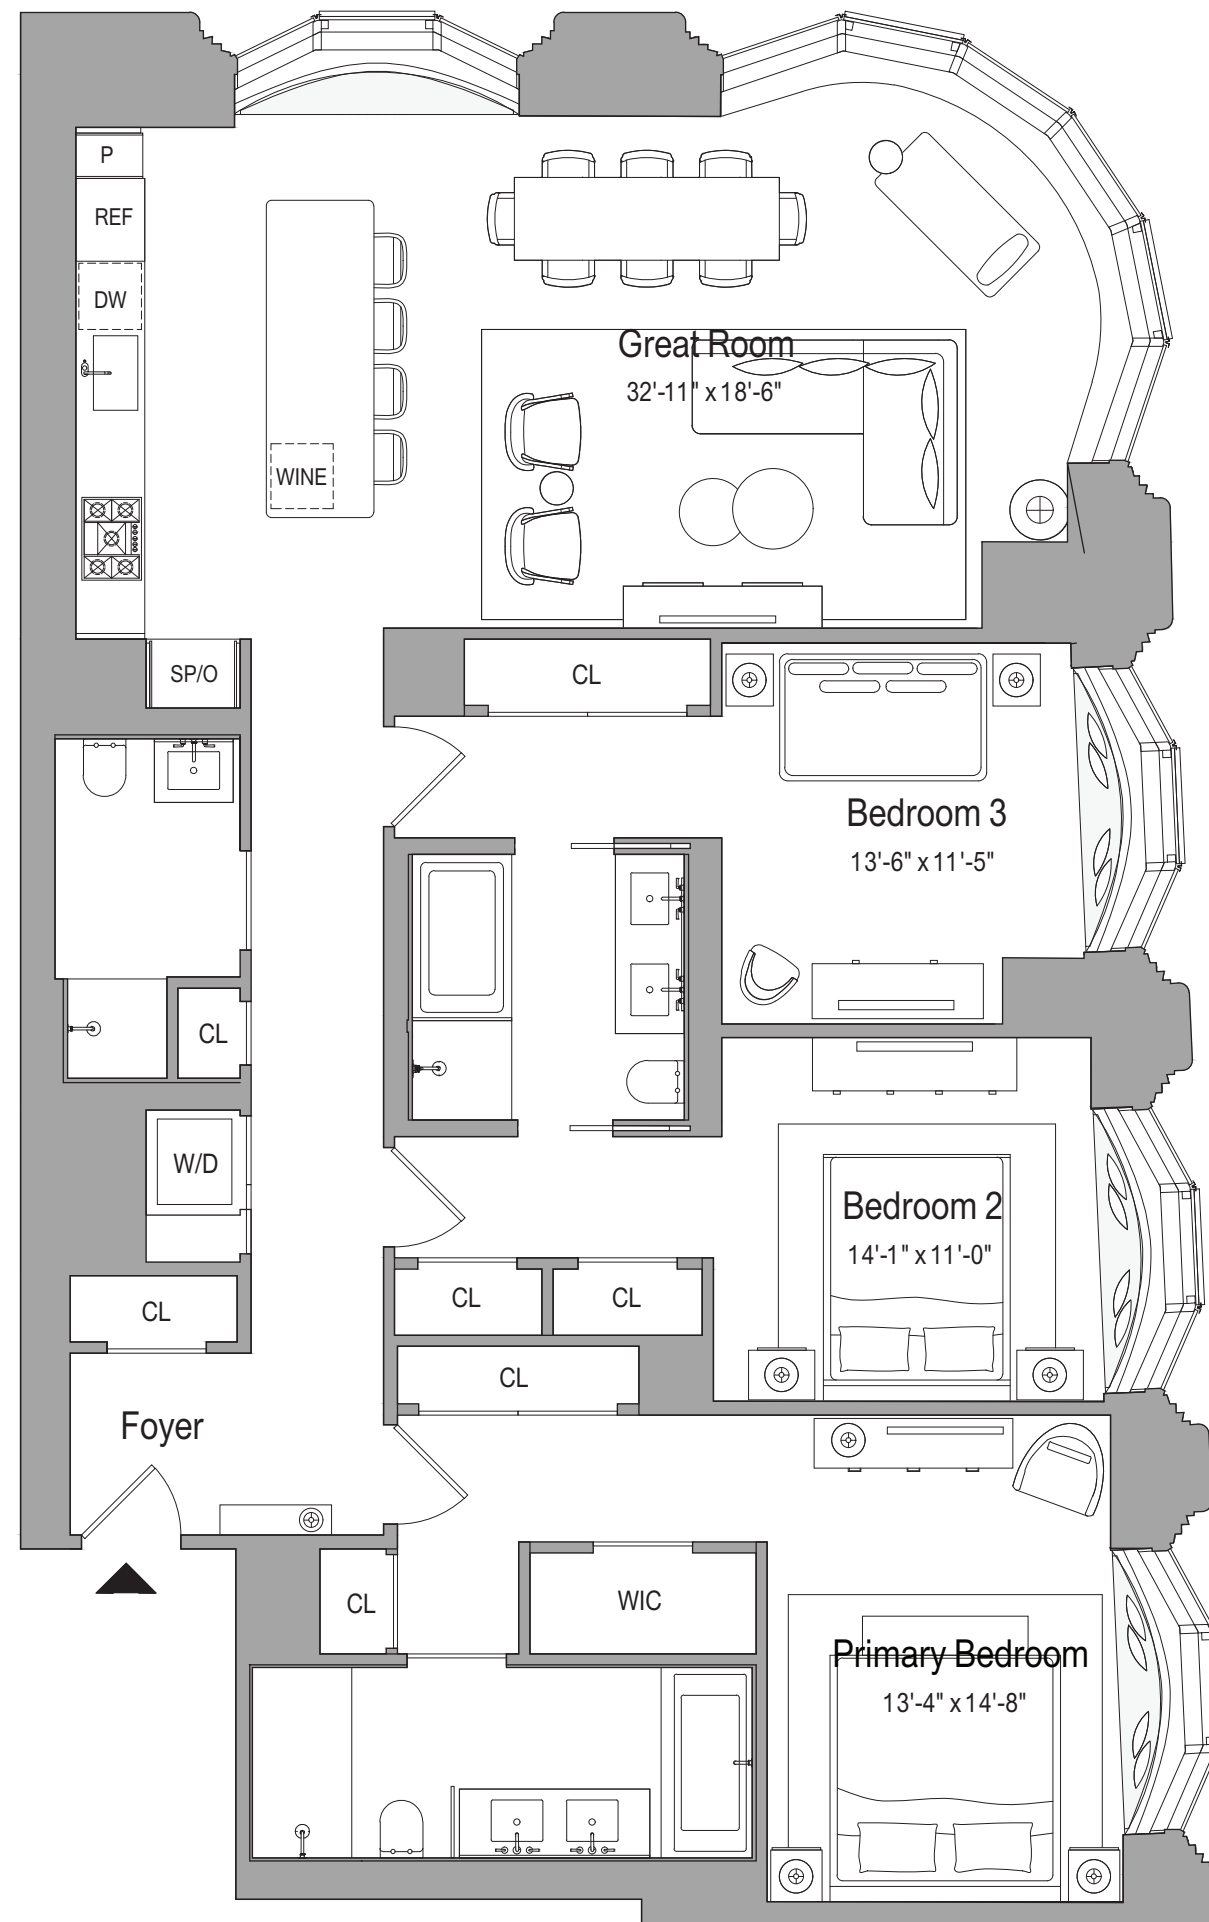 P
REF
DW
WINE
Great Room
32'-11" x 18'-6"
SP/O
CL
Bedroom 3
13'-6" x 11'-5"
CL
W/D
Bedroom 2
14'-1" x 11'-0"
CL
CL
CL
CL
Foyer
CL
WIC
Primary Bedroom
13'-4" x 14'-8"